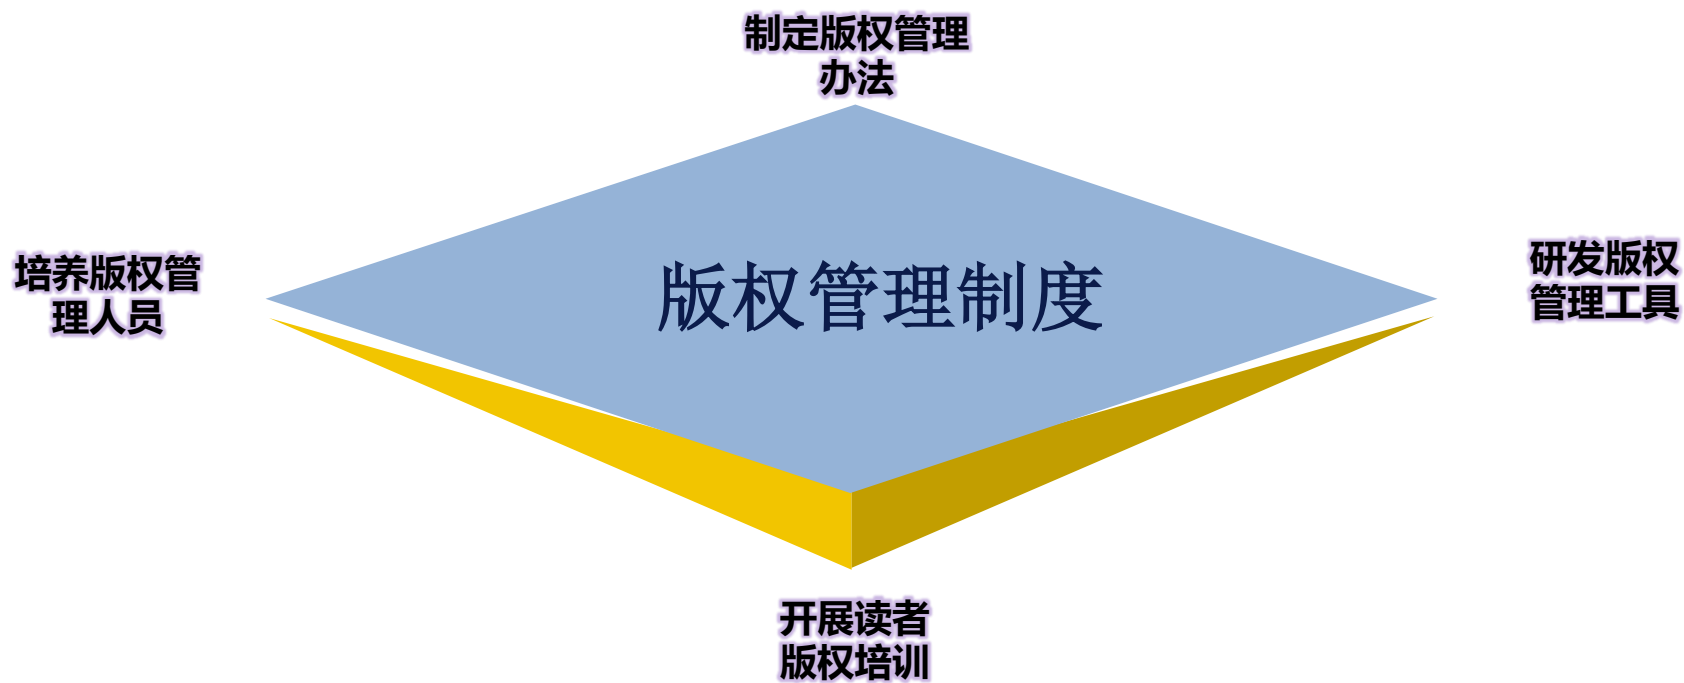 制定版权管理
办法
培养版权管
理人员
版权管理制度
研发版权
管理工具
开展读者
版权培训